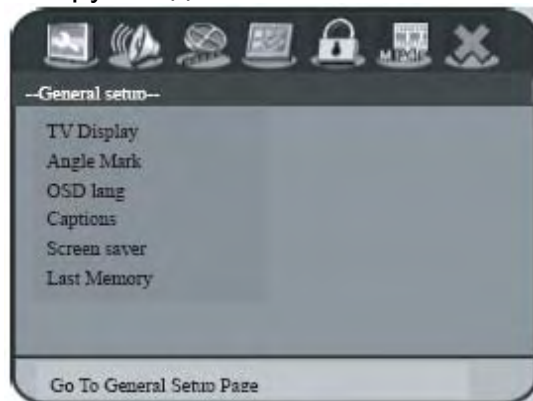 --General setup--
TV Display
Angle Mark
OSD lang
Captions
Screen saver
Last Memory
Go To General Setup Page